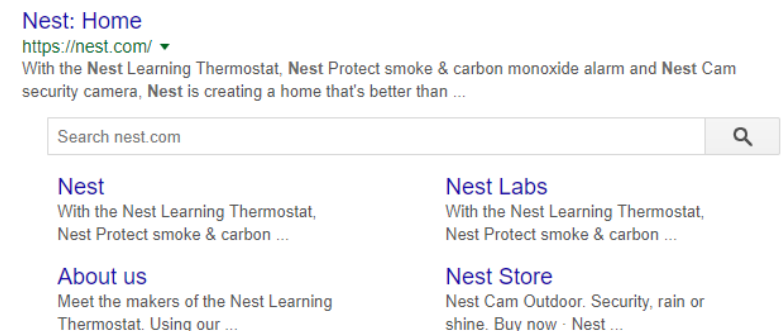 Nest: Home
https://nest.com/
With the Nest Learning Thermostat, Nest Protect smoke & carbon monoxide alarm and Nest Cam
security camera, Nest is creating a home that's better than ...
Search nest.com
Nest
With the Nest Learning Thermostat,
Nest Protect smoke & carbon ...
Nest Labs
With the Nest Learning Thermostat,
Nest Protect smoke & carbon ...
About us
Meet the makers of the Nest Learning
Thermostat. Using our ...
Nest Store
Nest Cam Outdoor. Security, rain or
shine. Buy now · Nest ...